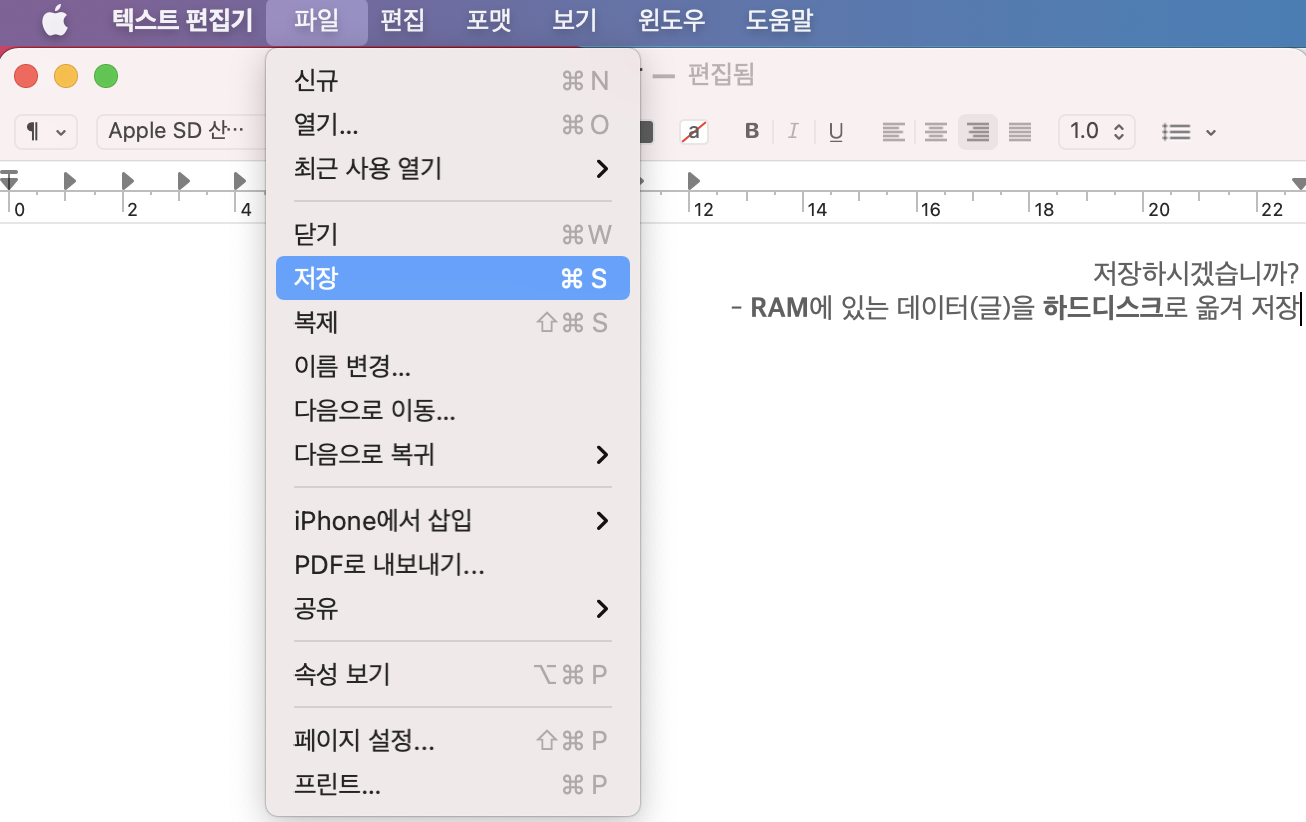 텍스트 편집기 파일 편집 포맷 보기 윈도우 도움말
— 편집됨
¶ Apple SD 산… a B I U 1.0
0 2 4 12 14 16 18 20 22
신규 ⌘ N
열기... ⌘ O
최근 사용 열기
닫기 ⌘ W
저장 ⌘ S
복제 ⇧ ⌘ S
이름 변경...
다음으로 이동...
다음으로 복귀
iPhone에서 삽입
PDF로 내보내기...
공유
속성 보기 ⌥ ⌘ P
페이지 설정... ⇧ ⌘ P
프린트... ⌘ P
저장하시겠습니까?
- RAM에 있는 데이터(글)을 하드디스크로 옮겨 저장